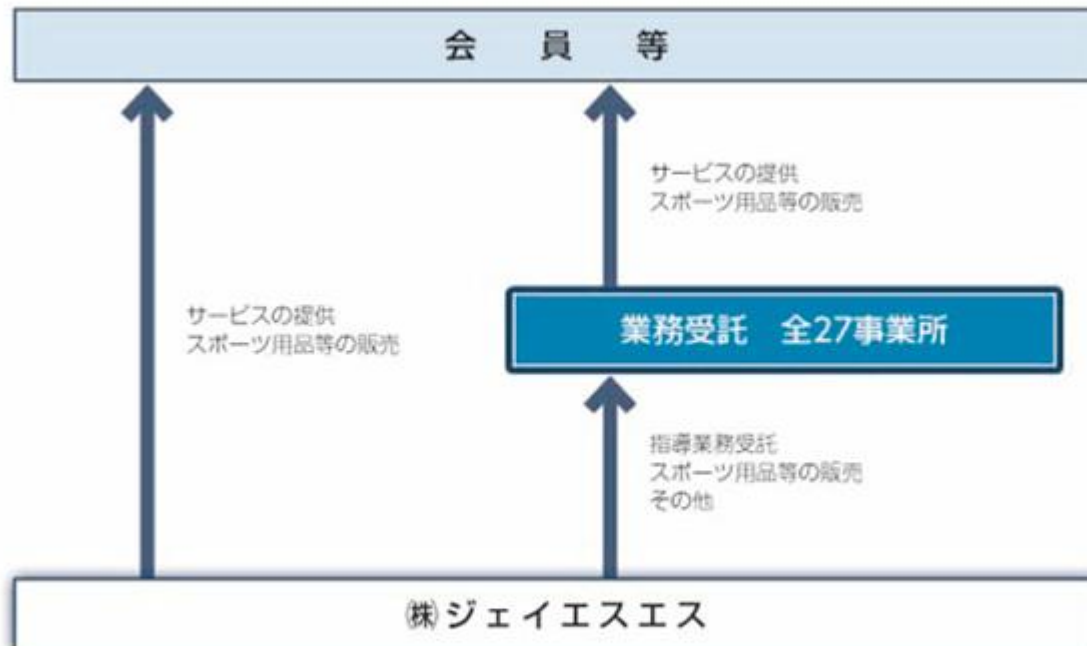 会員等
サービスの提供
スポーツ用品等の販売
サービスの提供
スポーツ用品等の販売
業務受託 全27事業所
指導業務受託
スポーツ用品等の販売
その他
㈱ジェイエスエス